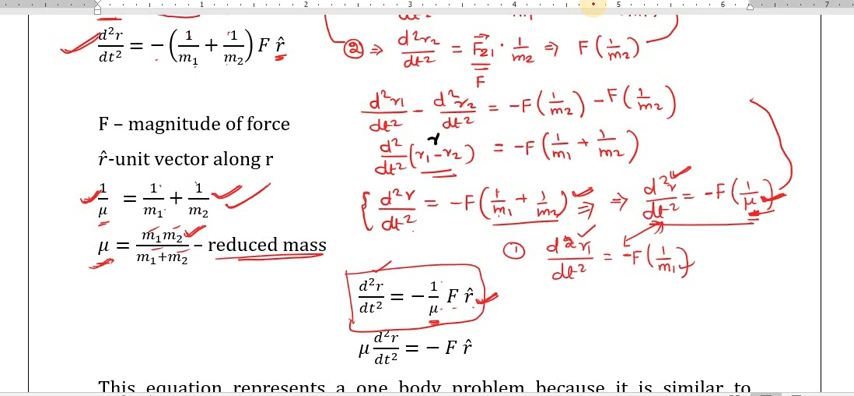 d²r/dt² = −(1/m₁ + 1/m₂) F r̂
② ⇒ d²r₂/dt² = F₂₁ · 1/m₂ ⇒ F(1/m₂)
F
d²r₁/dt² − d²r₂/dt² = −F(1/m₂) − F(1/m₂)
F – magnitude of force
r
d²/dt² (r₁−r₂) = −F(1/m₁ + 1/m₂)
r̂-unit vector along r
1/μ = 1/m₁ + 1/m₂
{ d²r/dt² = −F(1/m₁ + 1/m₂) ⇒ ⇒ d²r/dt² = −F(1/μ)
μ = m₁m₂/m₁+m₂ – reduced mass
① d²r₁/dt² = −F(1/m₁)
d²r/dt² = − 1/μ F r̂
μ d²r/dt² = − F r̂
This equation represents a one body problem because it is similar to